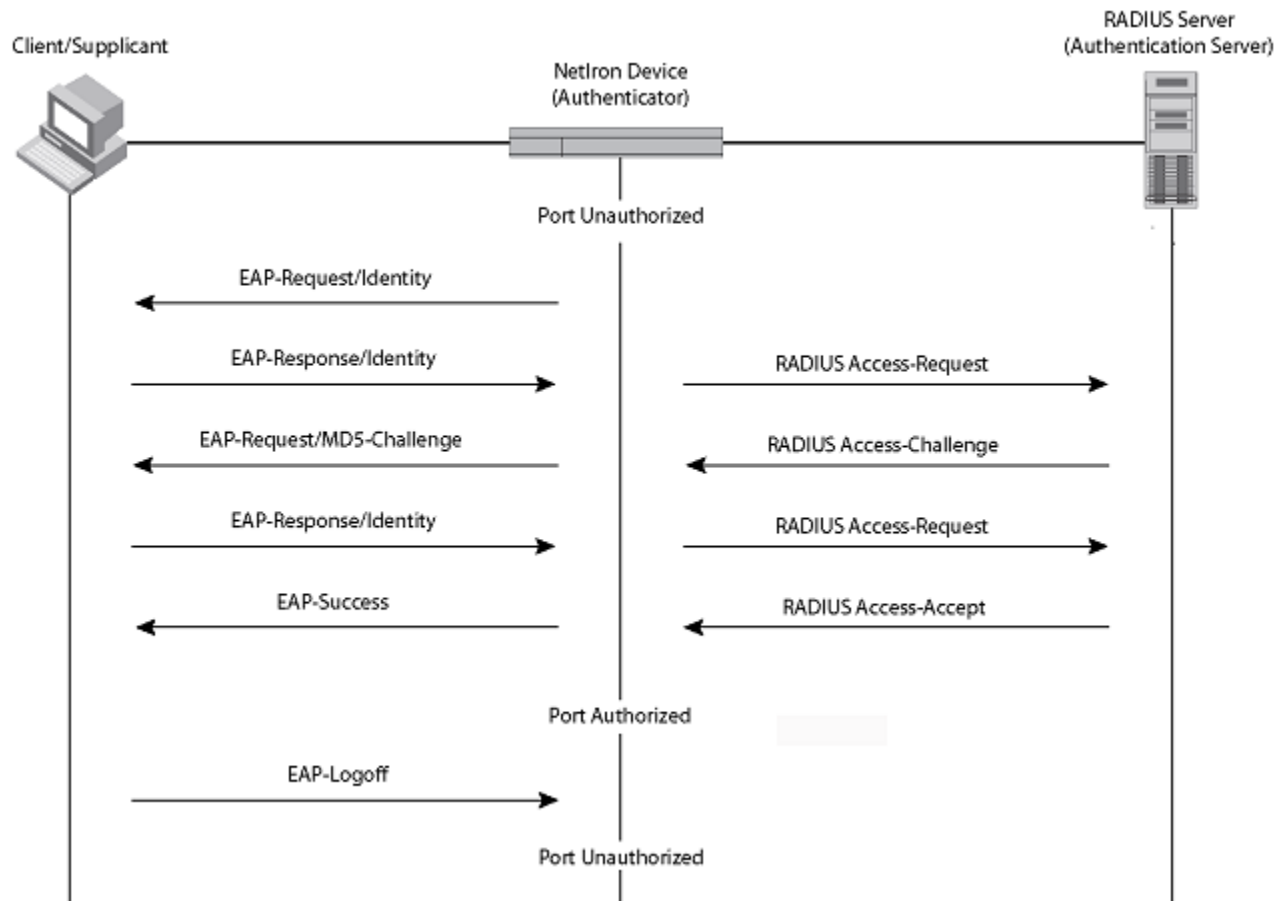 RADIUS Server
(Authentication Server)
Client/Supplicant
NetIron Device
(Authenticator)
Port Unauthorized
EAP-Request/Identity
EAP-Response/Identity
RADIUS Access-Request
EAP-Request/MD5-Challenge
RADIUS Access-Challenge
EAP-Response/Identity
RADIUS Access-Request
EAP-Success
RADIUS Access-Accept
Port Authorized
EAP-Logoff
Port Unauthorized